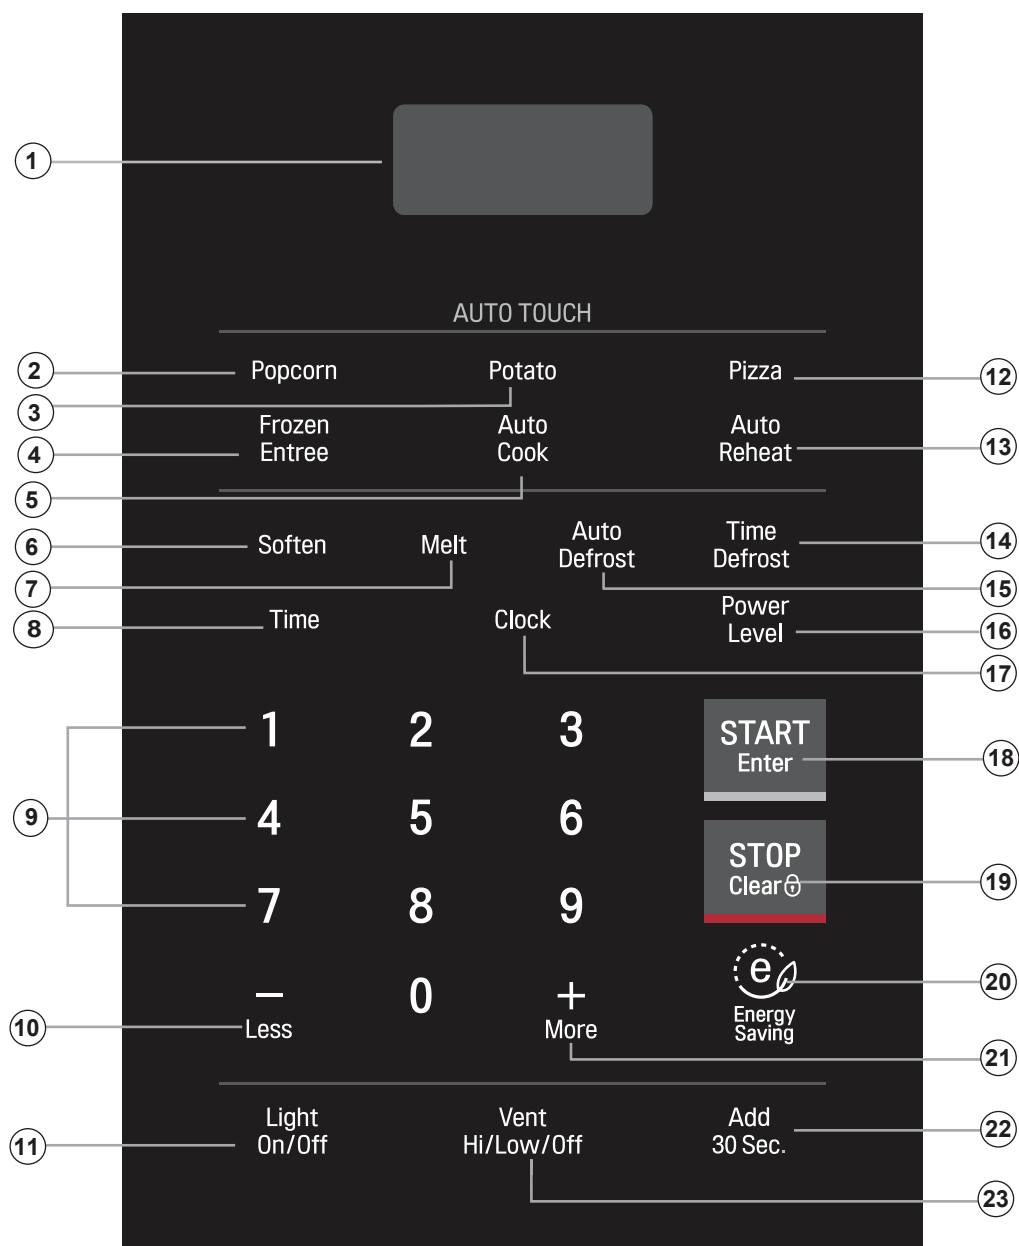 1
AUTO TOUCH
2
Popcorn
Potato
Pizza
12
3
Frozen
Entree
Auto
Cook
Auto
Reheat
4
13
5
6
Soften
Melt
Auto
Defrost
Time
Defrost
14
7
15
8
Time
Clock
Power
Level
16
17
1
2
3
START
Enter
18
9
4
5
6
STOP
Clear
19
7
8
9
e
Energy
Saving
20
10
–
Less
0
+
More
21
11
Light
On/Off
Vent
Hi/Low/Off
Add
30 Sec.
22
23